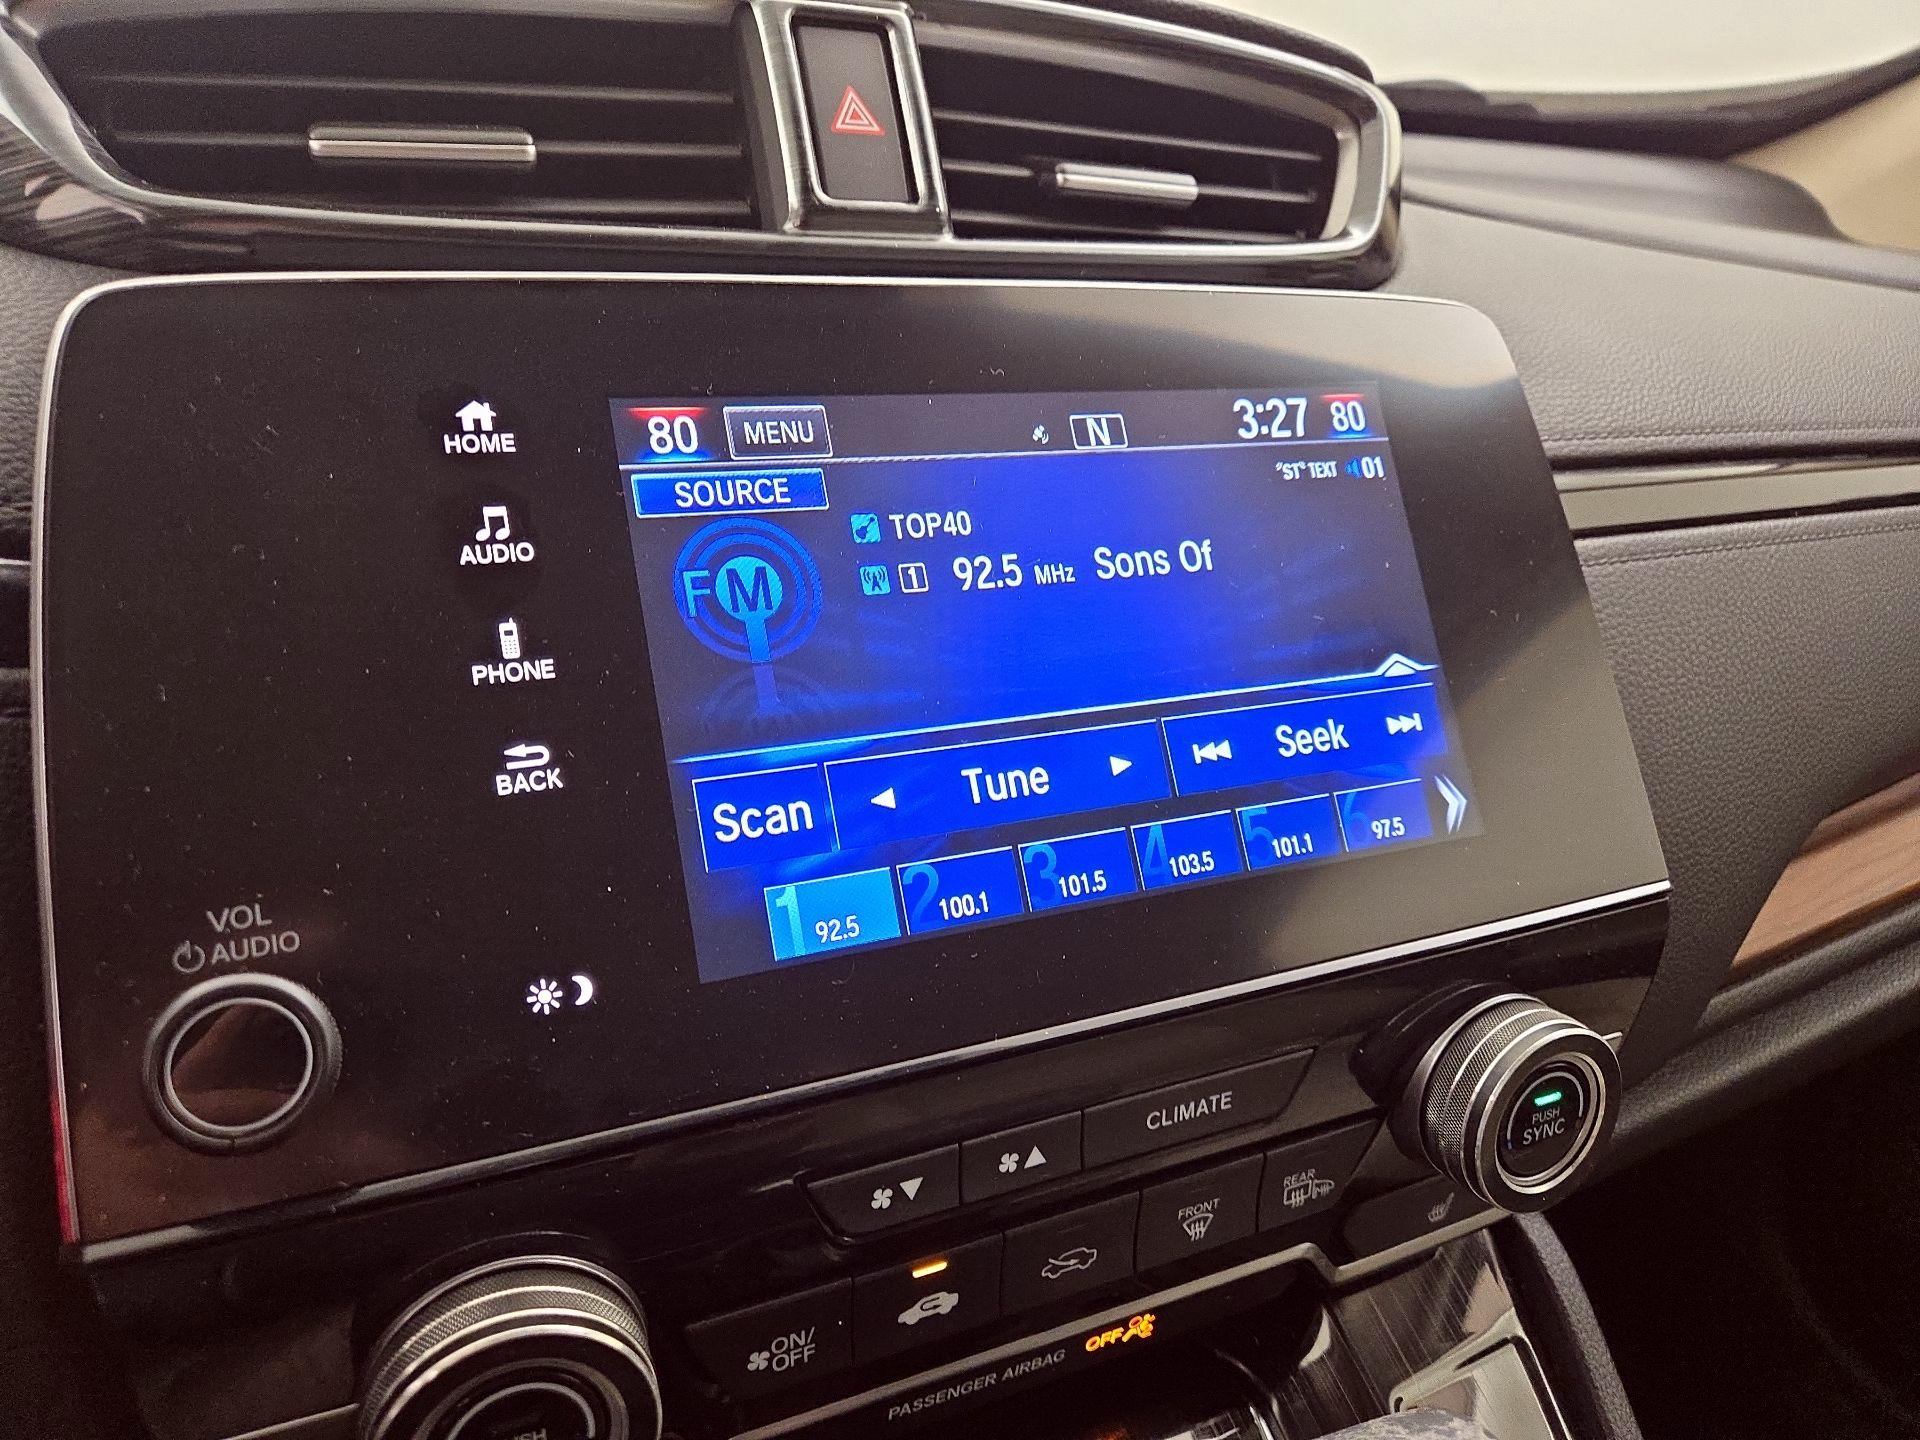 80 MENU N 3:27 80
"ST" TEXT 01
SOURCE
TOP40
FM
1 92.5 MHz Sons Of
Scan
Tune
Seek
1 92.5
2 100.1
3 101.5
4 103.5
5 101.1
6 97.5
HOME
AUDIO
PHONE
BACK
VOL
AUDIO
CLIMATE
PUSH
SYNC
FRONT
REAR
ON/
OFF
PASSENGER AIRBAG OFF
PUSH